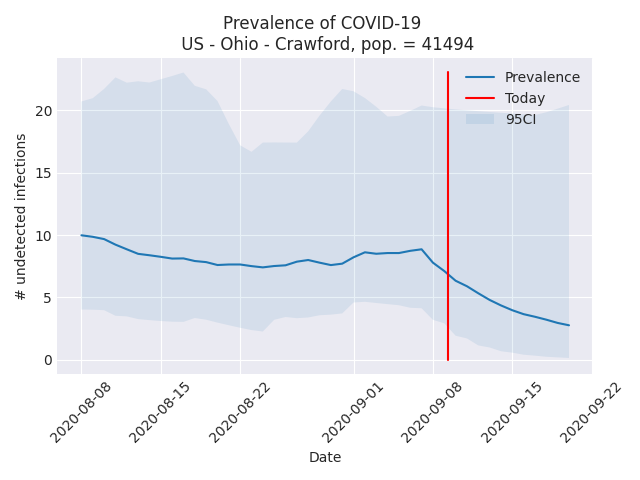 Prevalence of COVID-19
US - Ohio - Crawford, pop. = 41494
Prevalence
Today
95CI
20
15
10
5
0
# undetected infections
2020-08-08
2020-08-15
2020-08-22
2020-09-01
2020-09-08
2020-09-15
2020-09-22
Date